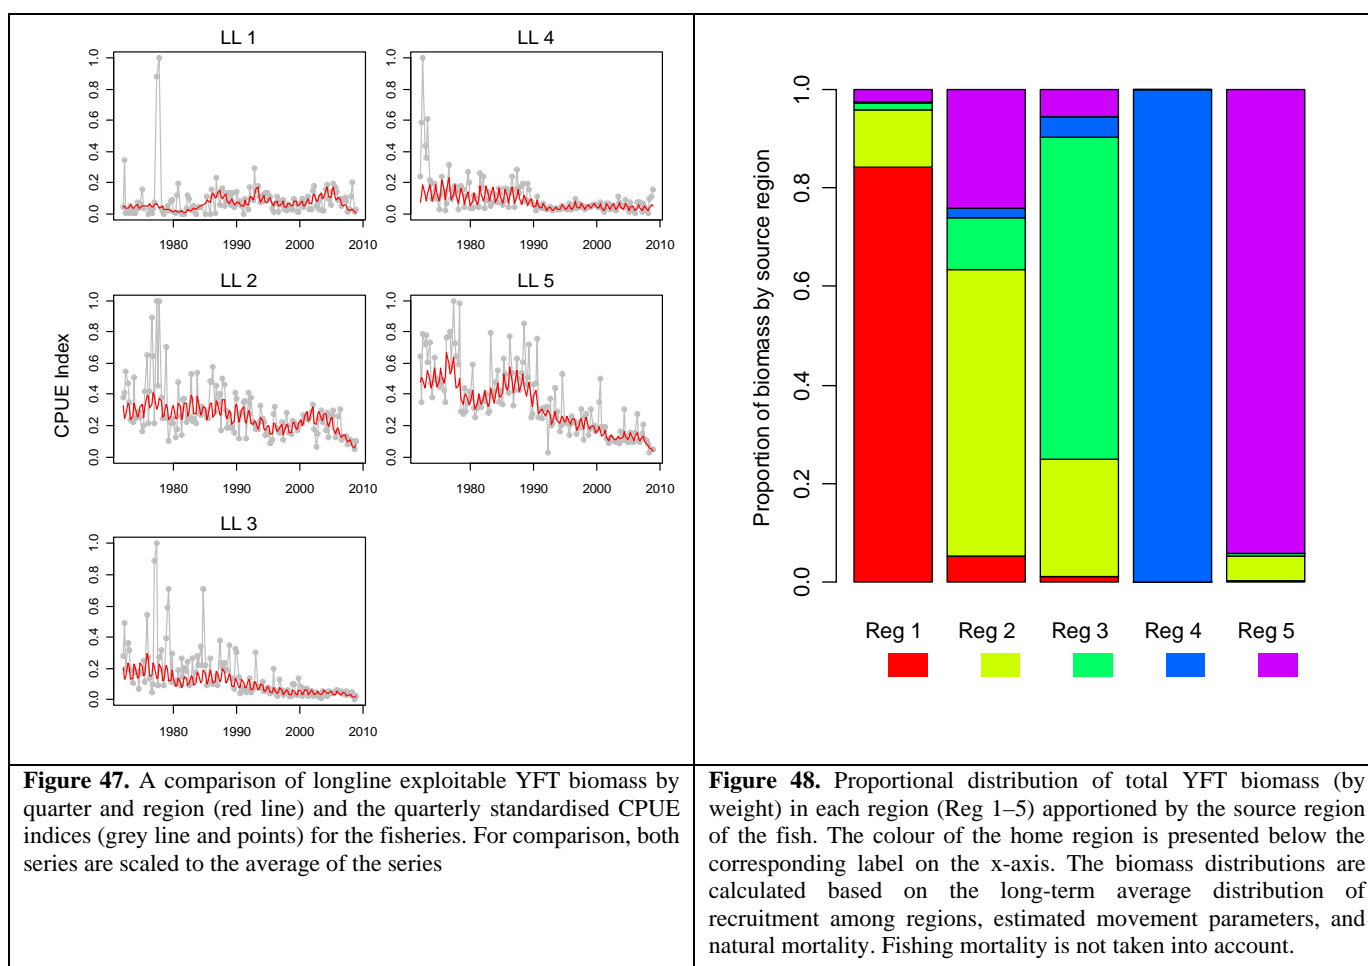 LL 1
0.0 0.2 0.4 0.6 0.8 1.0
1980 1990 2000 2010
LL 4
0.0 0.2 0.4 0.6 0.8 1.0
1980 1990 2000 2010
LL 2
0.0 0.2 0.4 0.6 0.8 1.0
1980 1990 2000 2010
LL 5
0.0 0.2 0.4 0.6 0.8 1.0
1980 1990 2000 2010
LL 3
0.0 0.2 0.4 0.6 0.8 1.0
1980 1990 2000 2010
CPUE Index
Figure 47. A comparison of longline exploitable YFT biomass by
quarter and region (red line) and the quarterly standardised CPUE
indices (grey line and points) for the fisheries. For comparison, both
series are scaled to the average of the series
Proportion of biomass by source region
0.0 0.2 0.4 0.6 0.8 1.0
Reg 1 Reg 2 Reg 3 Reg 4 Reg 5
Figure 48. Proportional distribution of total YFT biomass (by
weight) in each region (Reg 1–5) apportioned by the source region
of the fish. The colour of the home region is presented below the
corresponding label on the x-axis. The biomass distributions are
calculated based on the long-term average distribution of
recruitment among regions, estimated movement parameters, and
natural mortality. Fishing mortality is not taken into account.